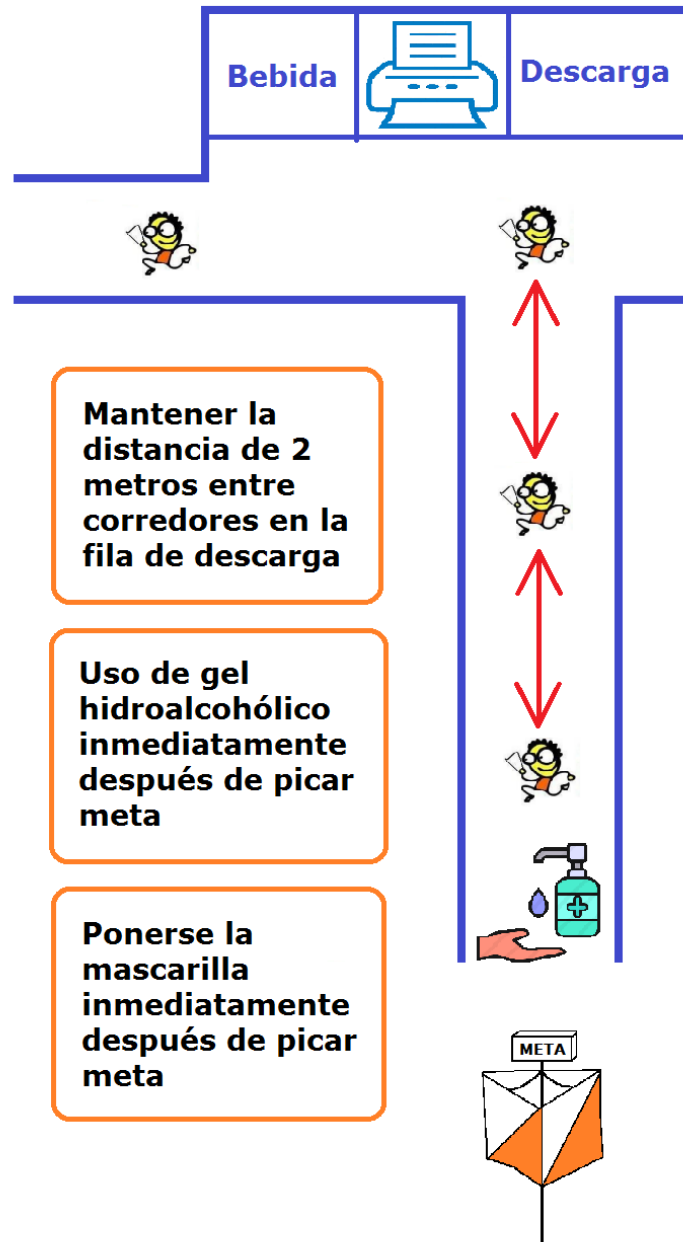 Bebida
Descarga
Mantener la
distancia de 2
metros entre
corredores en la
fila de descarga
Uso de gel
hidroalcohólico
inmediatamente
después de picar
meta
Ponerse la
mascarilla
inmediatamente
después de picar
meta
META